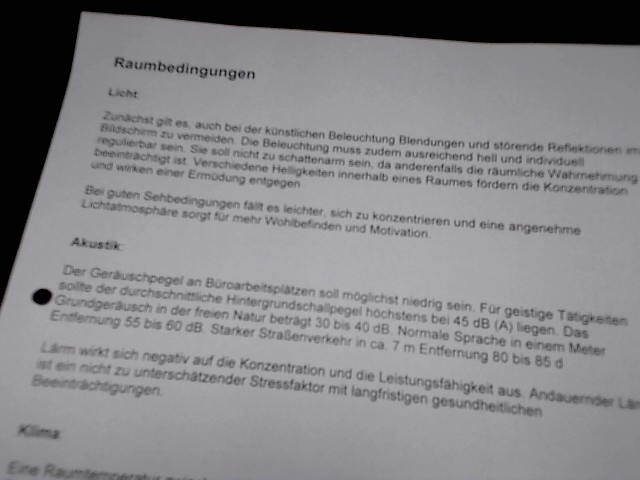 Raumbedingungen
Licht:
Zunächst gilt es, auch bei der künstlichen Beleuchtung Blendungen und störende Reflektionen im
Bildschirm zu vermeiden. Die Beleuchtung muss zudem ausreichend hell und individuell
regulierbar sein. Sie soll nicht zu schattenarm sein, da anderenfalls die räumliche Wahrnehmung
beeinträchtigt ist. Verschiedene Helligkeiten innerhalb eines Raumes fördern die Konzentration
und wirken einer Ermüdung entgegen
Bei guten Sehbedingungen fällt es leichter, sich zu konzentrieren und eine angenehme
Lichtatmosphäre sorgt für mehr Wohlbefinden und Motivation.
Akustik:
Der Geräuschpegel an Büroarbeitsplätzen soll möglichst niedrig sein. Für geistige Tätigkeiten
sollte der durchschnittliche Hintergrundschallpegel höchstens bei 45 dB (A) liegen. Das
Grundgeräusch in der freien Natur beträgt 30 bis 40 dB. Normale Sprache in einem Meter
Entfernung 55 bis 60 dB. Starker Straßenverkehr in ca. 7 m Entfernung 80 bis 85 d
Lärm wirkt sich negativ auf die Konzentration und die Leistungsfähigkeit aus. Andauernder Lär
ist ein nicht zu unterschätzender Stressfaktor mit langfristigen gesundheitlichen
Beeinträchtigungen.
Klima:
Eine Raumtemperatur